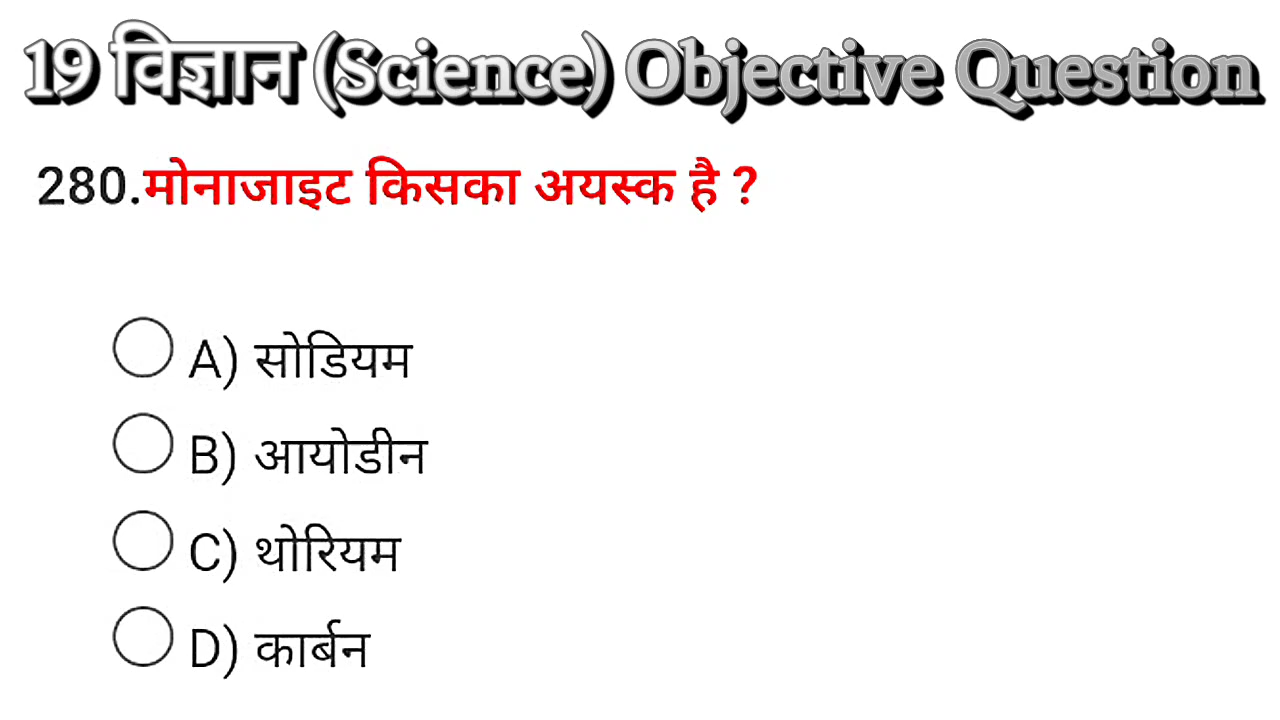 19 विज्ञान (Science) Objective Question
280.मोनाजाइट किसका अयस्क है ?
A) सोडियम
B) आयोडीन
C) थोरियम
D) कार्बन